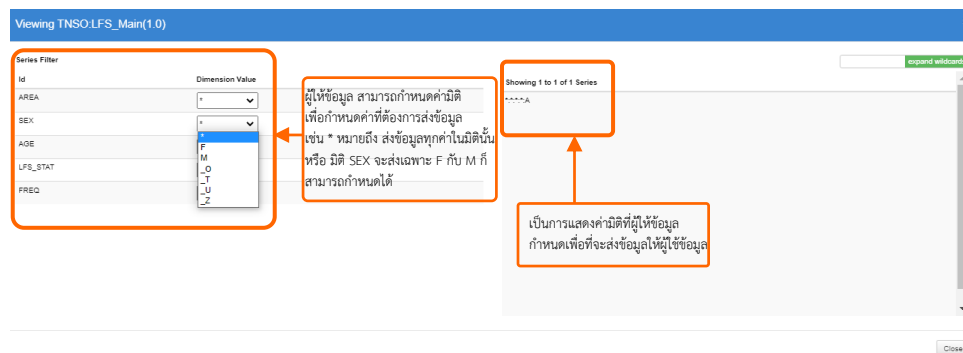 Viewing TNSO:LFS_Main(1.0)
Series Filter
Id Dimension Value
AREA *
SEX *
AGE
LFS_STAT
FREQ
*
F
M
_O
_T
_U
_Z
ผู้ให้ข้อมูล สามารถกำหนดค่ามิติ
เพื่อกำหนดค่าที่ต้องการส่งข้อมูล
เช่น * หมายถึง ส่งข้อมูลทุกค่าในมิตินั้น
หรือ มิติ SEX จะส่งเฉพาะ F กับ M ก็
สามารถกำหนดได้
expand wildcards
Showing 1 to 1 of 1 Series
*:*:*:*:A
เป็นการแสดงค่ามิติที่ผู้ให้ข้อมูล
กำหนดเพื่อที่จะส่งข้อมูลให้ผู้ใช้ข้อมูล
Close